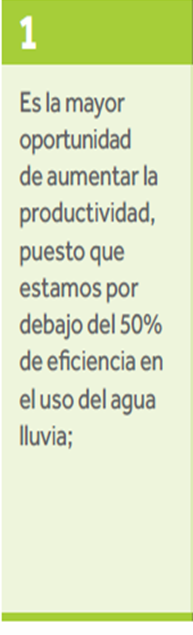 1
Es la mayor
oportunidad
de aumentar la
productividad,
puesto que
estamos por
debajo del 50%
de eficiencia en
el uso del agua
lluvia;